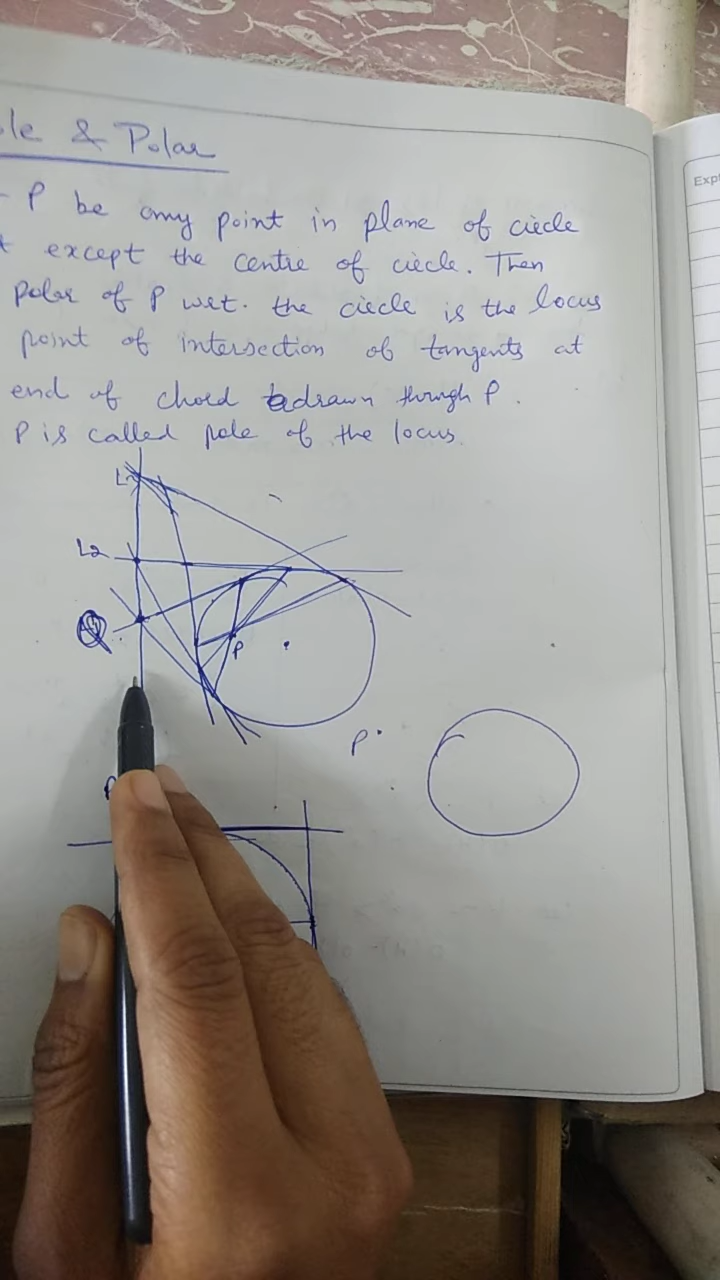 ole & Polar
P be any point in plane of circle
t except the centre of circle. Then
polar of P wrt. the circle is the locus
point of intersection of tangents at
end of chord drawn through P.
P is called pole of the locus.
L1
L2
Q
P
P
Expt